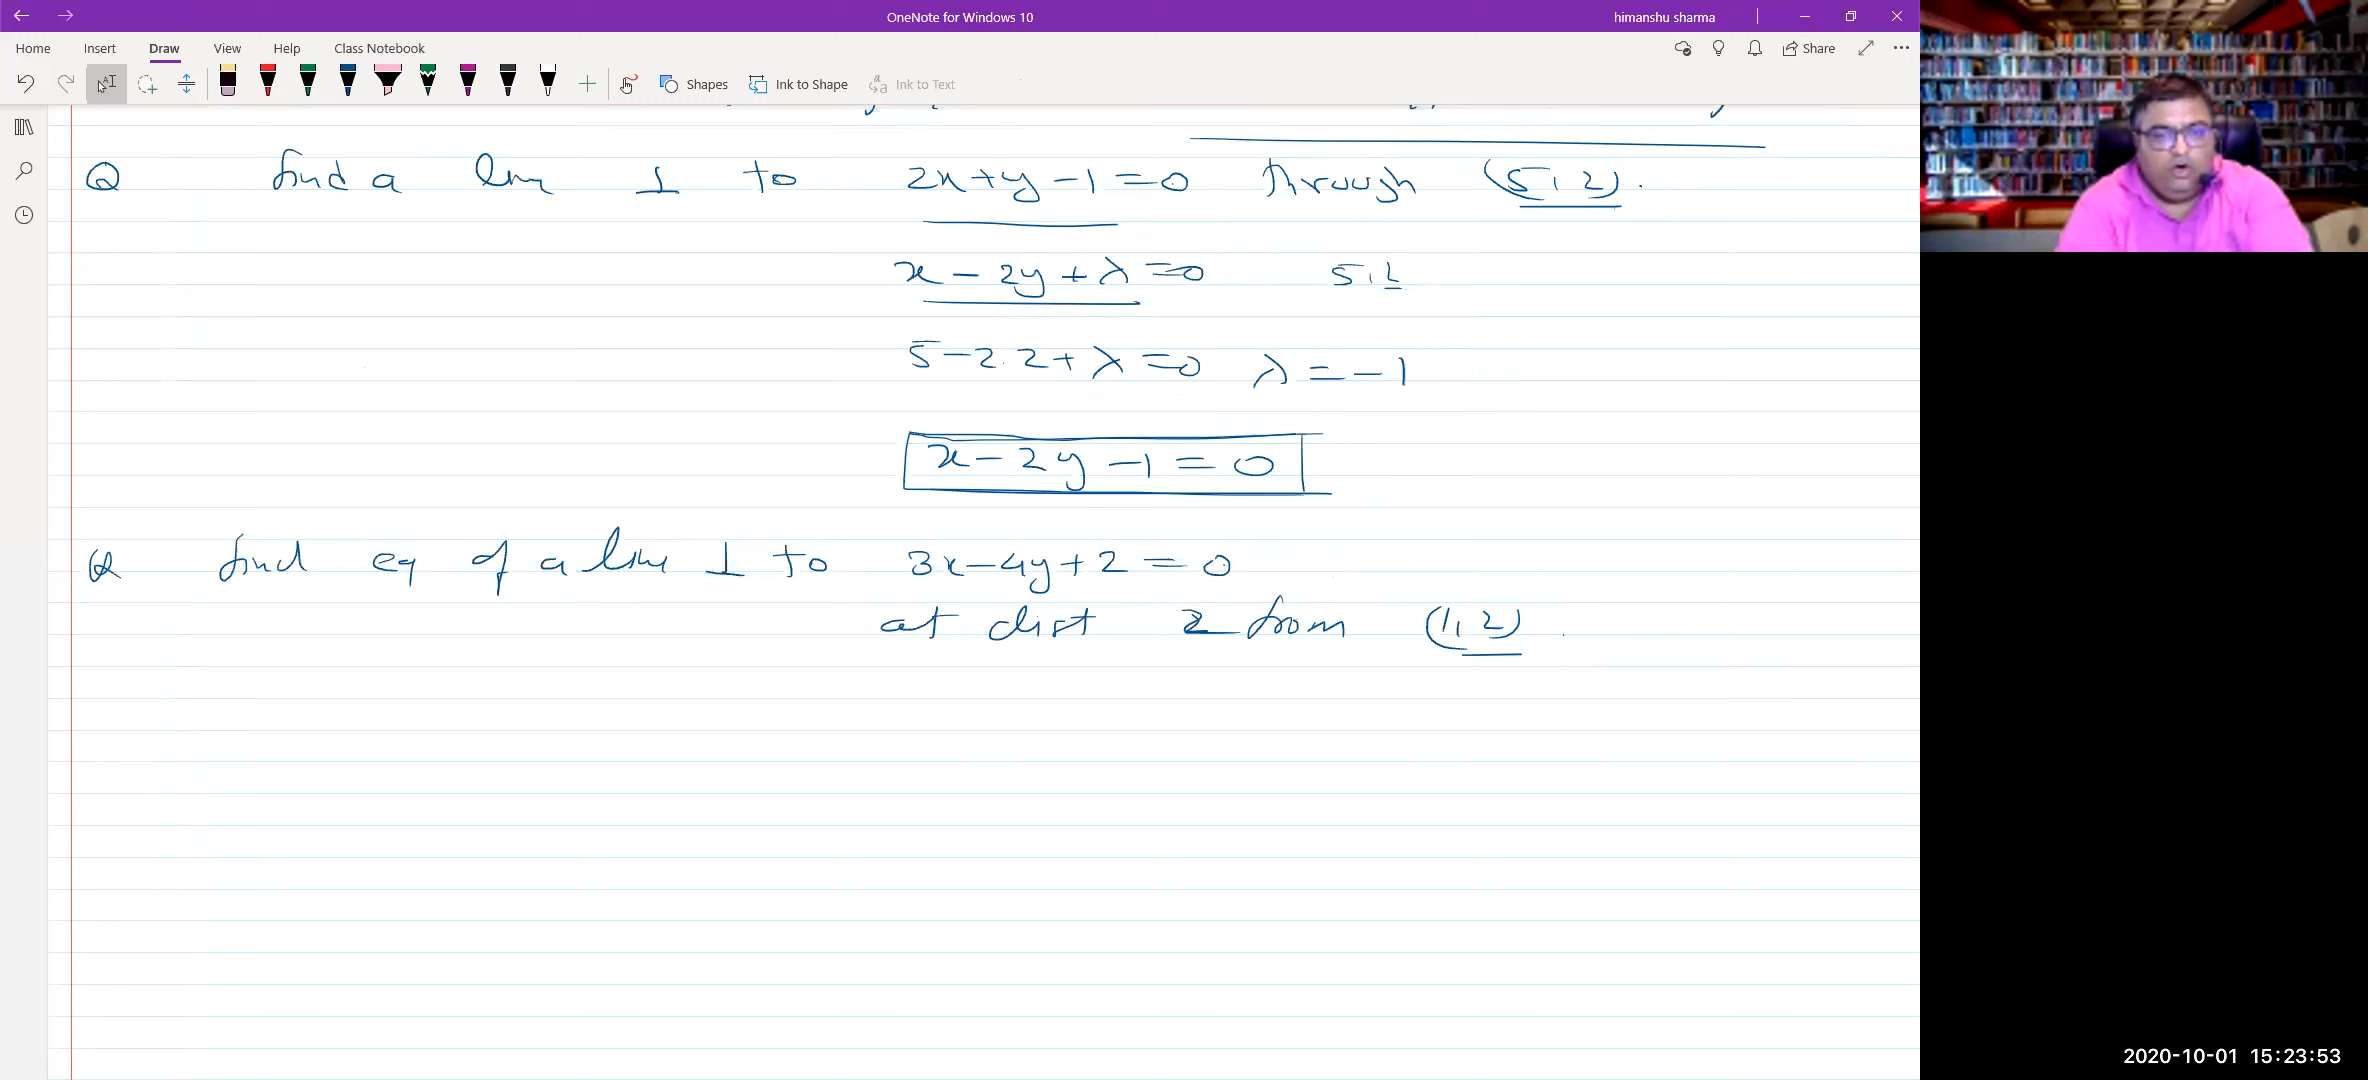 OneNote for Windows 10
himanshu sharma
Home Insert Draw View Help Class Notebook
Share
Shapes Ink to Shape Ink to Text
Q find a line ⊥ to 2x+y-1=0 through (5,2).
x-2y+λ=0 5,2
5-2.2+λ=0 λ=-1
x-2y-1=0
Q find eq of a line ⊥ to 3x-4y+2=0
at dist 2 from (1,2).
2020-10-01 15:23:53